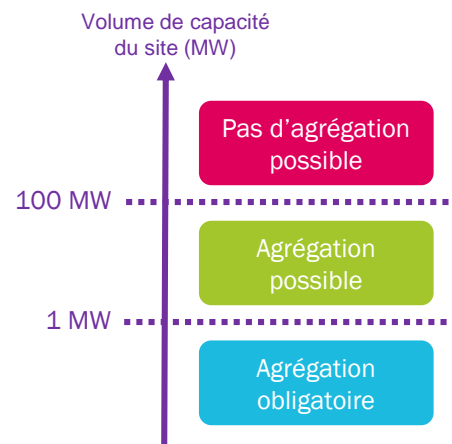 Volume de capacité
du site (MW)
Pas d'agrégation
possible
100 MW
Agrégation
possible
1 MW
Agrégation
obligatoire